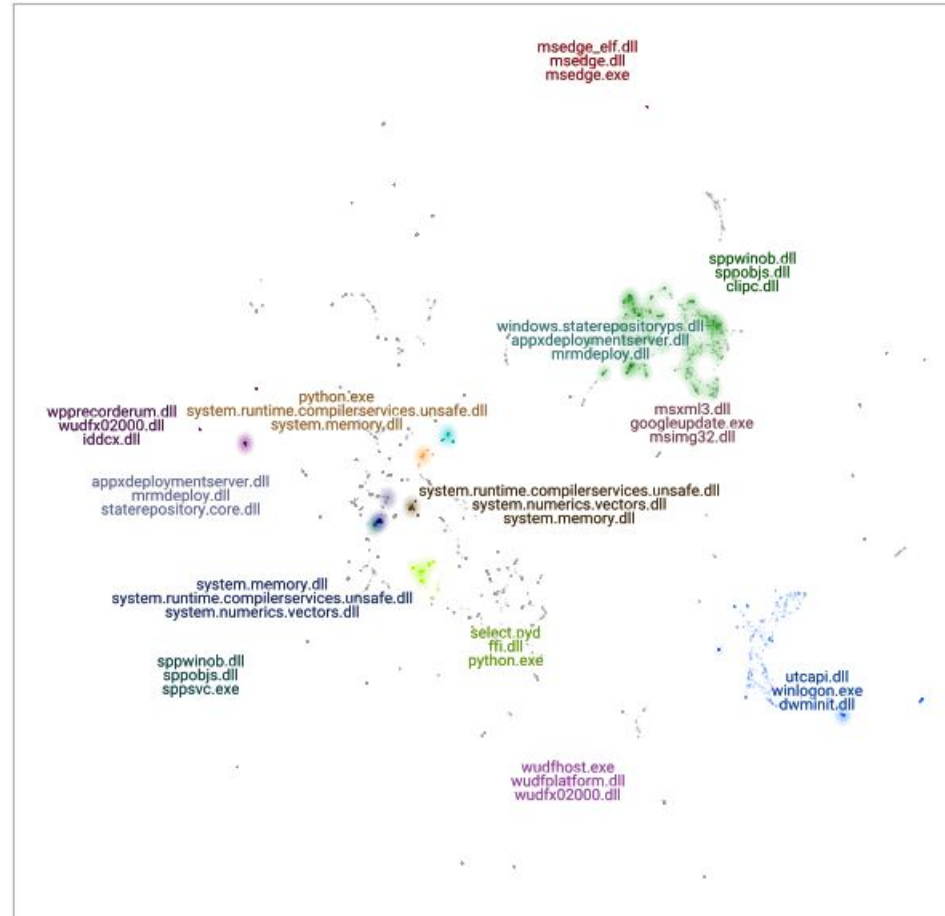 msedge_elf.dll
msedge.dll
msedge.exe
sppwinob.dll
sppobjs.dll
clipc.dll
windows.staterepositoryps.dll
appxdeploymentserver.dll
mrmdeploy.dll
python.exe
system.runtime.compilerservices.unsafe.dll
system.memory.dll
msxml3.dll
googleupdate.exe
msimg32.dll
wpprecorderum.dll
wudfx02000.dll
iddcx.dll
appxdeploymentserver.dll
mrmdeploy.dll
staterepository.core.dll
system.runtime.compilerservices.unsafe.dll
system.numerics.vectors.dll
system.memory.dll
system.memory.dll
system.runtime.compilerservices.unsafe.dll
system.numerics.vectors.dll
select.pyd
ffi.dll
python.exe
sppwinob.dll
sppobjs.dll
sppsvc.exe
utcapi.dll
winlogon.exe
dwminit.dll
wudfhost.exe
wudfplatform.dll
wudfx02000.dll